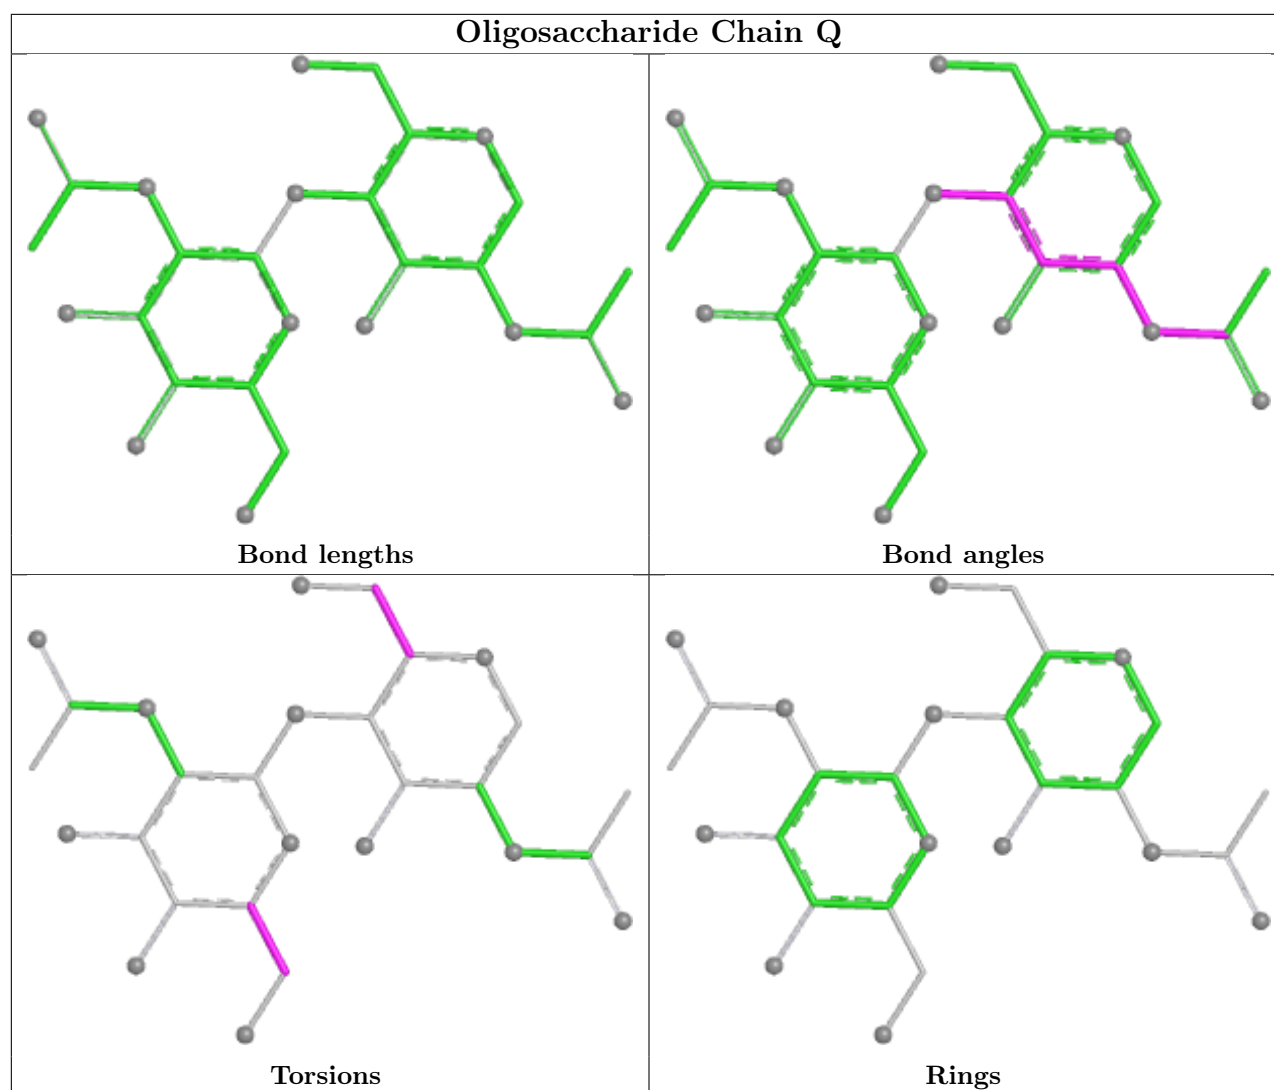 Oligosaccharide Chain Q
Bond lengths
Bond angles
Torsions
Rings